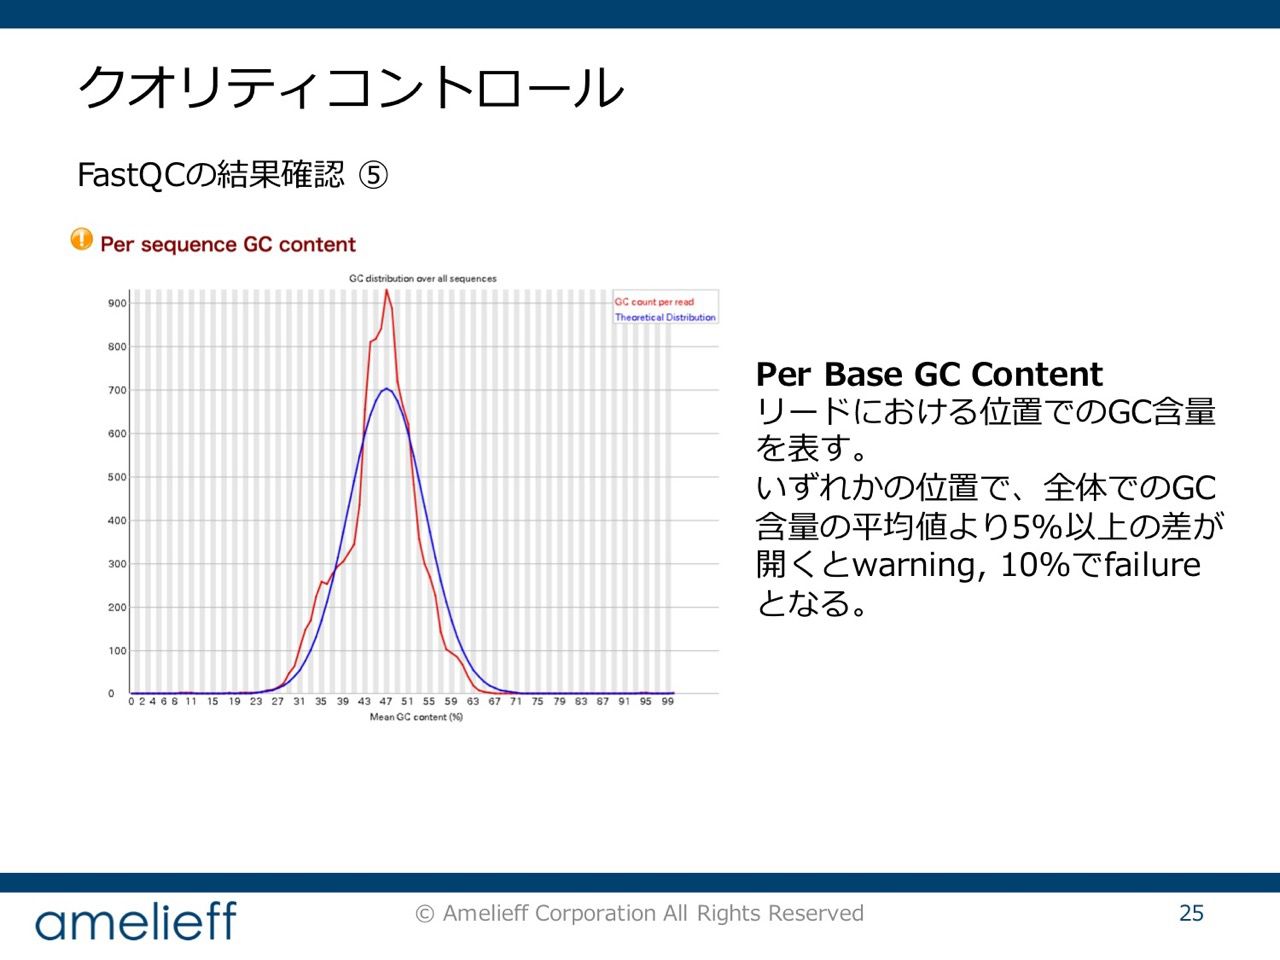 クオリティコントロール
FastQCの結果確認 ⑤
Per sequence GC content
GC distribution over all sequences
GC count per read
Theoretical Distribution
900
800
700
600
500
400
300
200
100
0
0 2 4 6 8 11 15 19 23 27 31 35 39 43 47 51 55 59 63 67 71 75 79 83 87 91 95 99
Mean GC content (%)
Per Base GC Content
リードにおける位置でのGC含量
を表す。
いずれかの位置で、全体でのGC
含量の平均値より5%以上の差が
開くとwarning, 10%でfailure
となる。
amelieff
© Amelieff Corporation All Rights Reserved
25